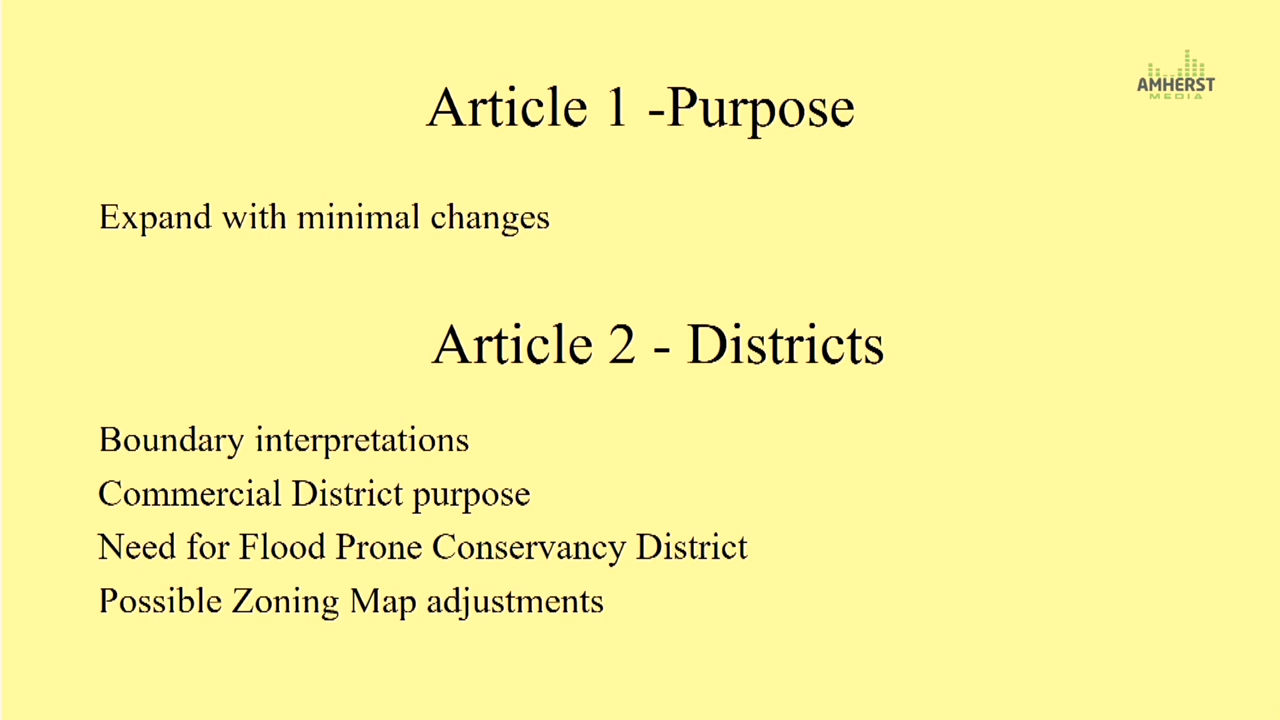 AMHERST
MEDIA
Article 1 -Purpose
Expand with minimal changes
Article 2 - Districts
Boundary interpretations
Commercial District purpose
Need for Flood Prone Conservancy District
Possible Zoning Map adjustments